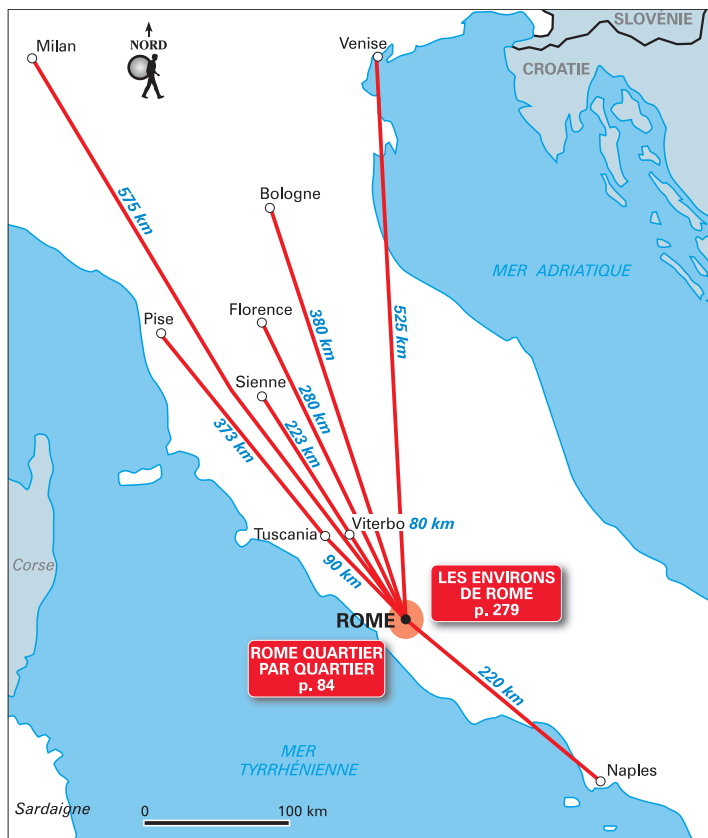 SLOVÉNIE
Milan
NORD
Venise
CROATIE
575 km
Bologne
MER ADRIATIQUE
Florence
Pise
380 km
525 km
Sienne
280 km
223 km
373 km
Viterbo 80 km
Tuscania
90 km
Corse
LES ENVIRONS
DE ROME
p. 279
ROME
ROME QUARTIER
PAR QUARTIER
p. 84
220 km
MER
TYRRHÉNIENNE
Naples
Sardaigne
0 100 km